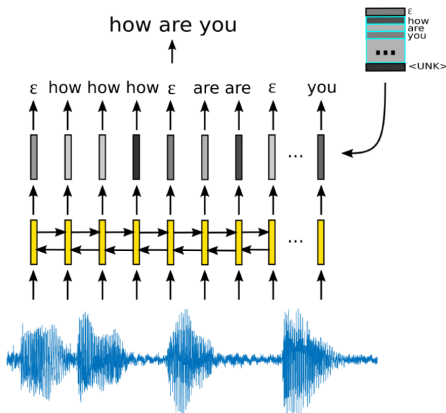 how are you
ε how how how ε are are ε you
...
...
ε
how
are
you
...
<UNK>